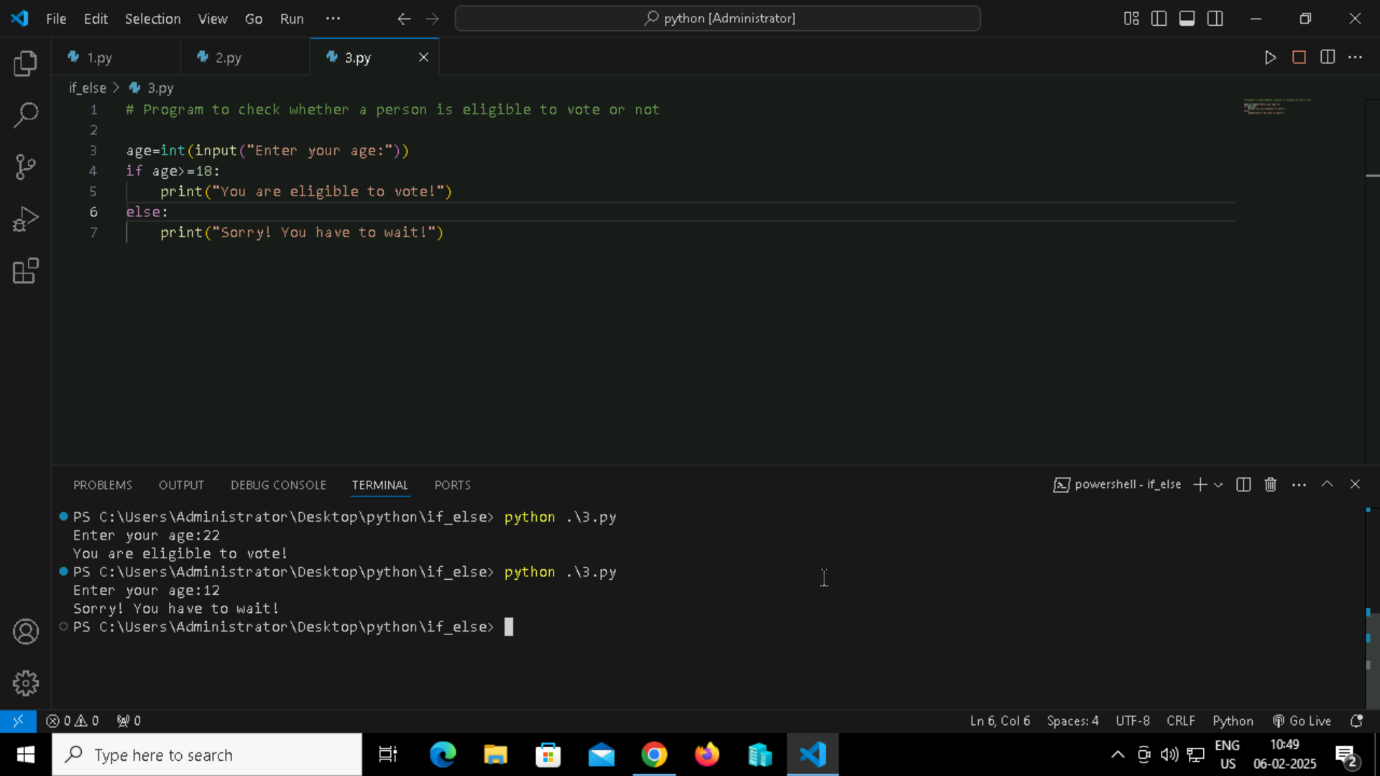 File Edit Selection View Go Run ··· python [Administrator]
1.py 2.py 3.py
if_else > 3.py
1 # Program to check whether a person is eligible to vote or not
2
3 age=int(input("Enter your age:"))
4 if age>=18:
5 print("You are eligible to vote!")
6 else:
7 print("Sorry! You have to wait!")
PROBLEMS OUTPUT DEBUG CONSOLE TERMINAL PORTS powershell - if_else
PS C:\Users\Administrator\Desktop\python\if_else> python .\3.py
Enter your age:22
You are eligible to vote!
PS C:\Users\Administrator\Desktop\python\if_else> python .\3.py
Enter your age:12
Sorry! You have to wait!
PS C:\Users\Administrator\Desktop\python\if_else>
0 0 0 Ln 6, Col 6 Spaces: 4 UTF-8 CRLF Python Go Live
Type here to search ENG US 10:49 06-02-2025 2